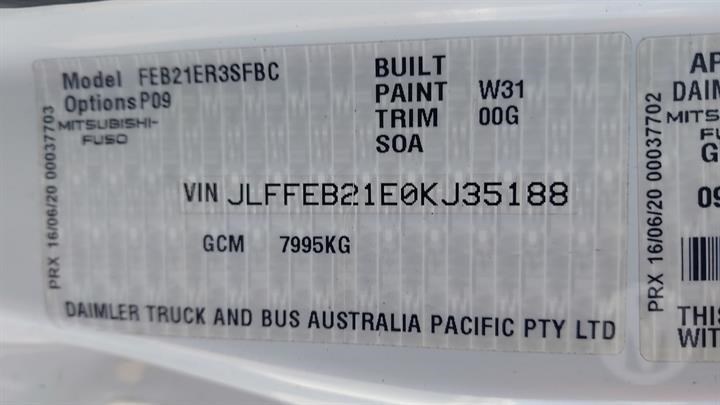 Model FEB21ER3SFBC
Options P09
MITSUBISHI-
FUSO
BUILT
PAINT W31
TRIM 00G
SOA
VIN JLFFEB21E0KJ35188
GCM 7995KG
DAIMLER TRUCK AND BUS AUSTRALIA PACIFIC PTY LTD
PRX 16/06/20 00037703
PRX 16/06/20 00037702
AP
DAIM
MITS
FU
G
09
THIS
WIT